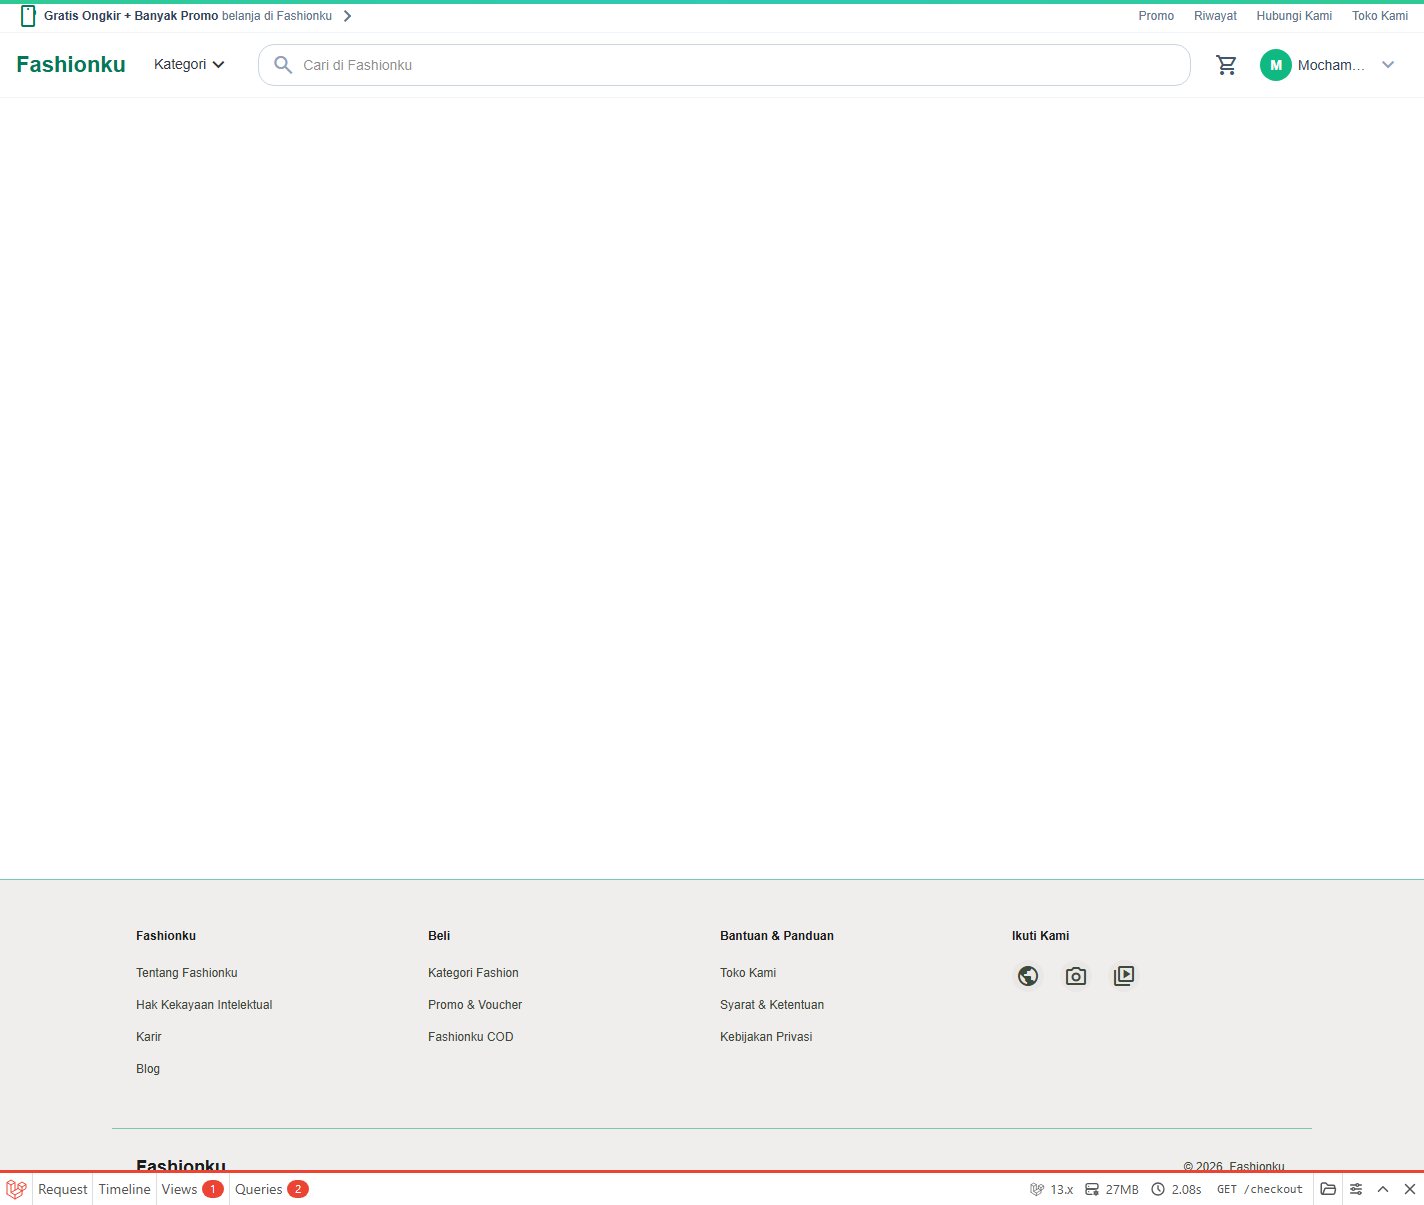 Gratis Ongkir + Banyak Promo belanja di Fashionku
Promo Riwayat Hubungi Kami Toko Kami
Fashionku Kategori Cari di Fashionku M Mocham...
Fashionku
Tentang Fashionku
Hak Kekayaan Intelektual
Karir
Blog
Beli
Kategori Fashion
Promo & Voucher
Fashionku COD
Bantuan & Panduan
Toko Kami
Syarat & Ketentuan
Kebijakan Privasi
Ikuti Kami
Fashionku
© 2026, Fashionku
Request Timeline Views 1 Queries 2 13.x 27MB 2.08s GET /checkout